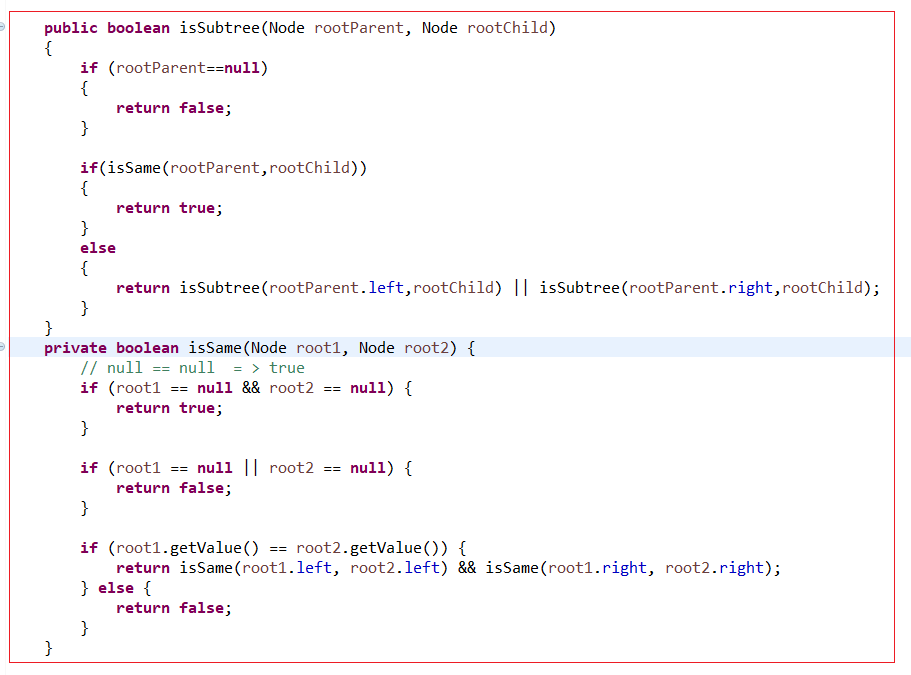 public boolean isSubtree(Node rootParent, Node rootChild)
{
if (rootParent==null)
{
return false;
}
if(isSame(rootParent,rootChild))
{
return true;
}
else
{
return isSubtree(rootParent.left,rootChild) || isSubtree(rootParent.right,rootChild);
}
}
private boolean isSame(Node root1, Node root2) {
// null == null  = > true
if (root1 == null && root2 == null) {
return true;
}
if (root1 == null || root2 == null) {
return false;
}
if (root1.getValue() == root2.getValue()) {
return isSame(root1.left, root2.left) && isSame(root1.right, root2.right);
} else {
return false;
}
}